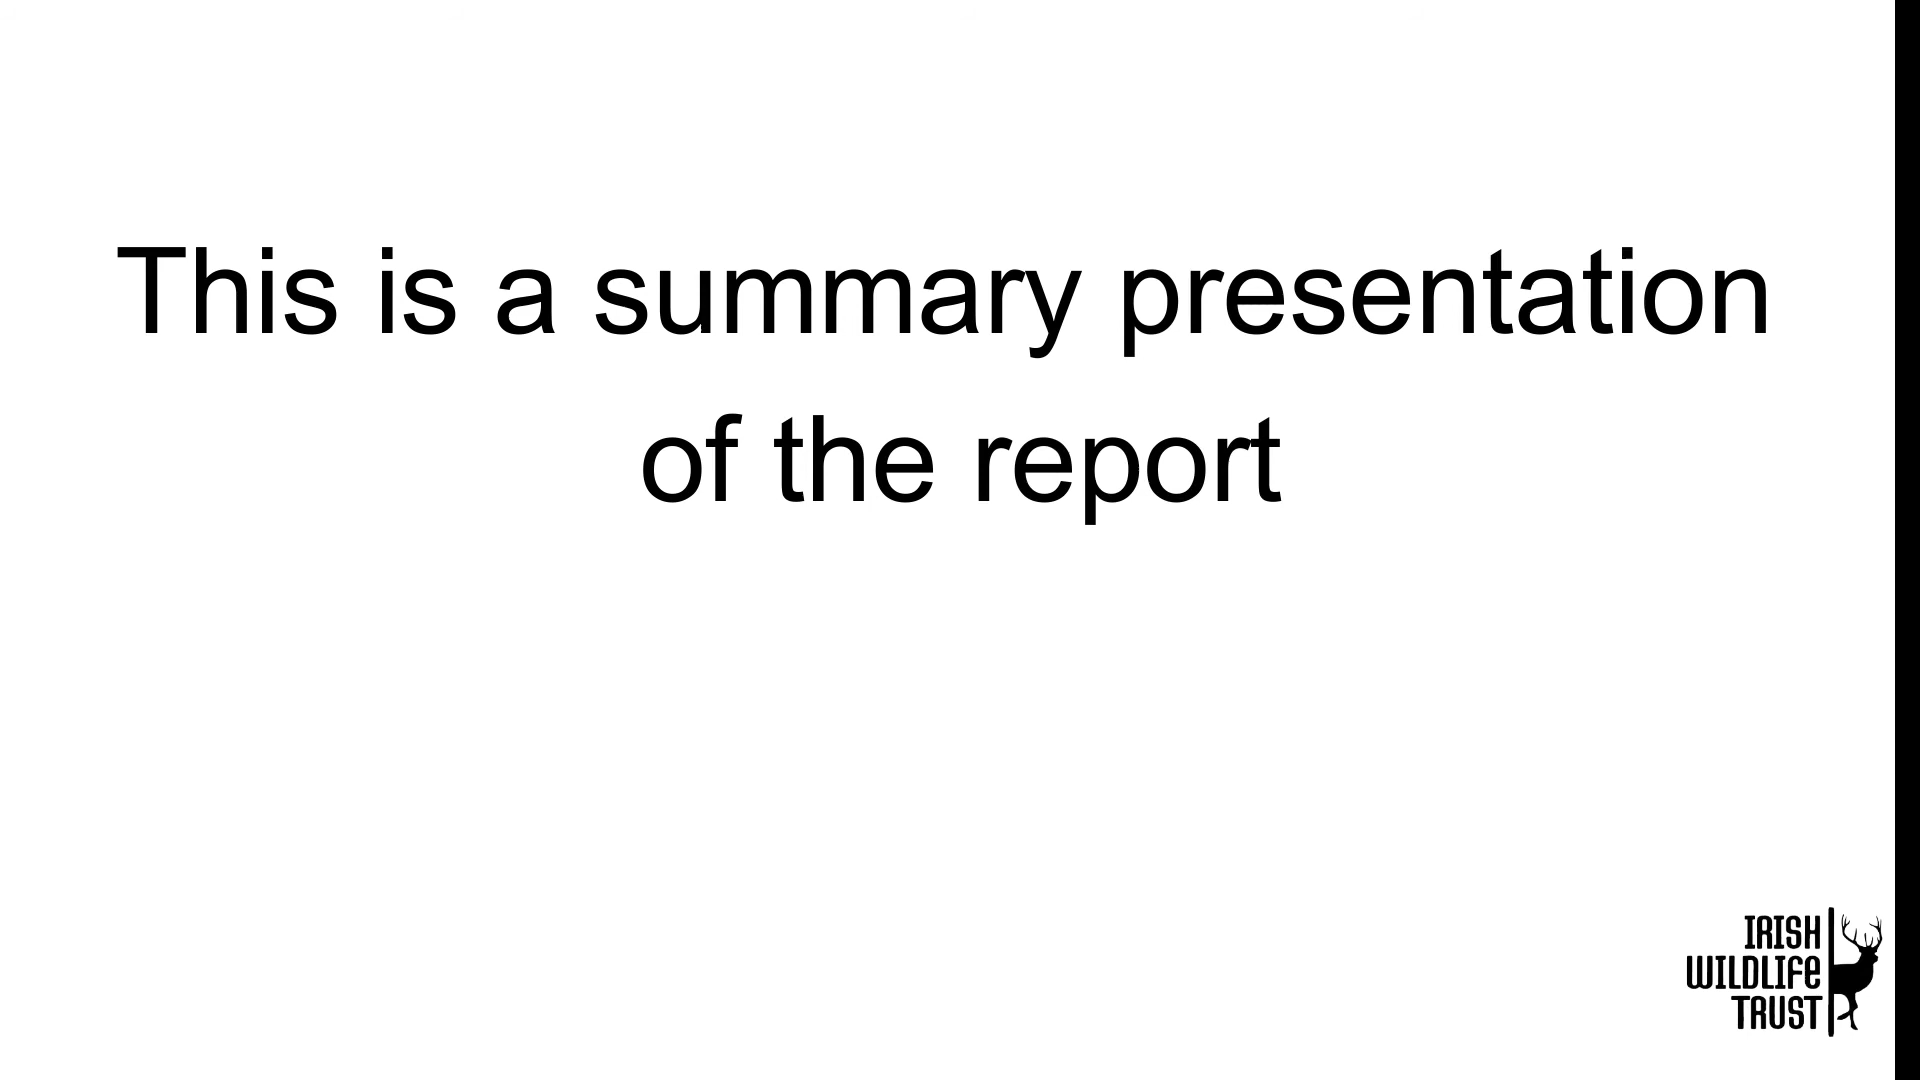 This is a summary presentation
of the report
IRISH
WILDLIFE
TRUST